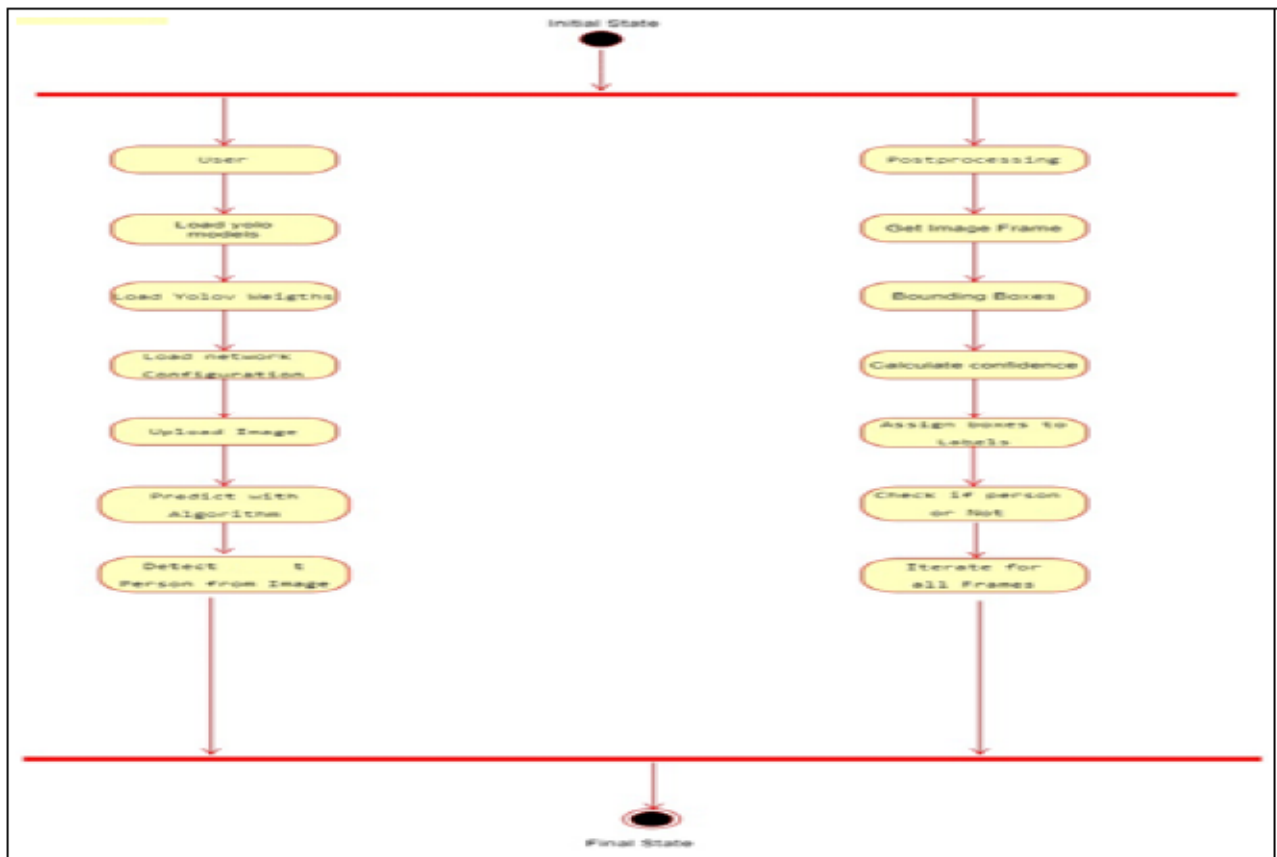 Initial State
User
Load yolo
models
Load Yolov Weigths
Load network
Configuration
Upload Image
Predict with
Algorithm
Detect t
Person from Image
Postprocessing
Get Image Frame
Bounding Boxes
Calculate confidence
Assign boxes to
Labels
Check if person
or Not
Iterate for
all Frames
Final State